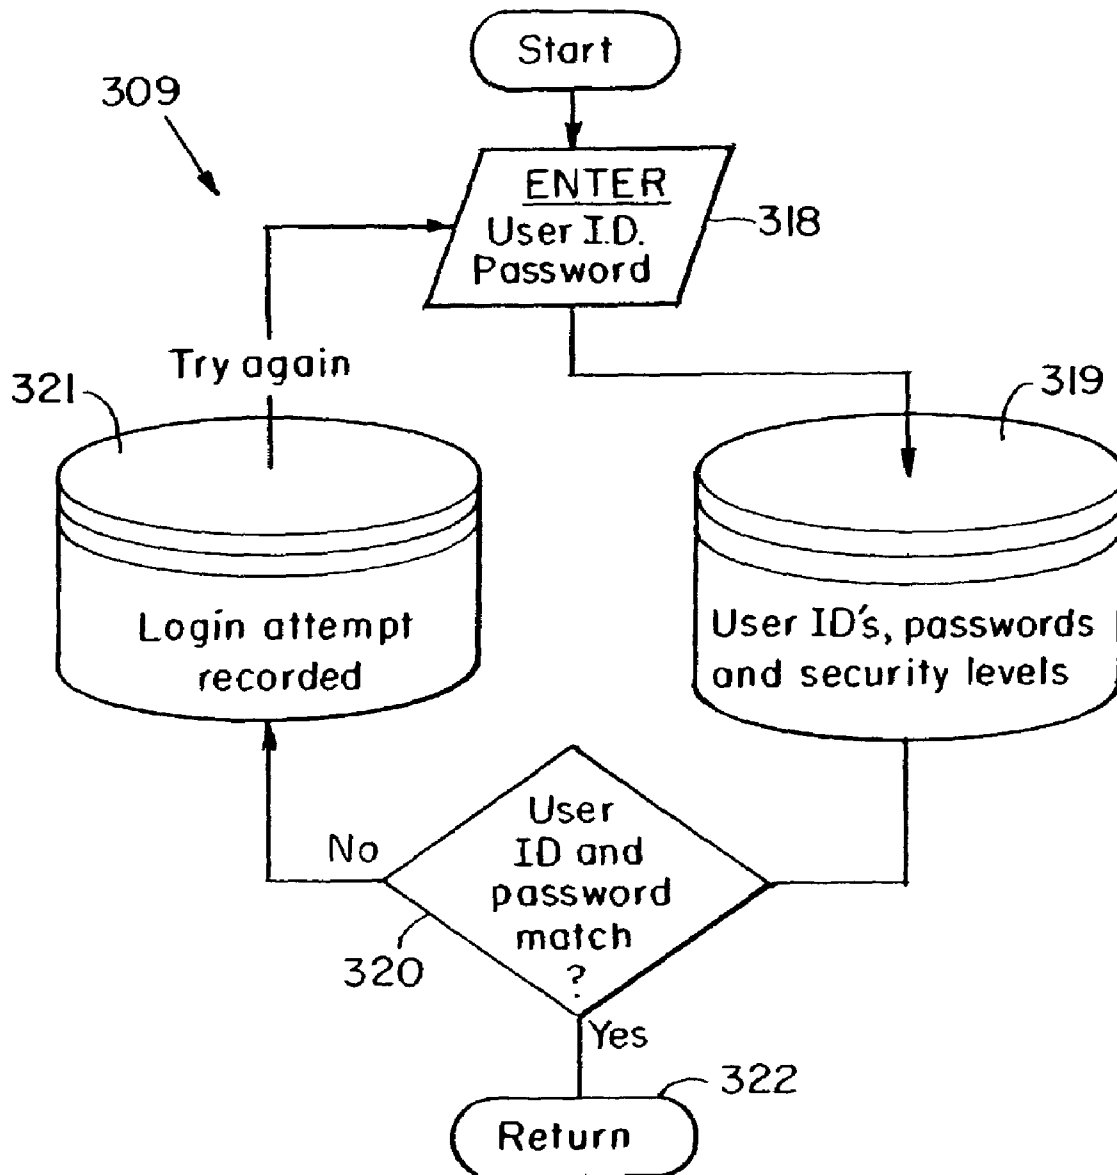 Start
309
ENTER
User I.D.
Password
318
Try again
321
319
Login attempt
recorded
User ID's, passwords
and security levels
User
ID and
password
match
?
No
320
Yes
322
Return